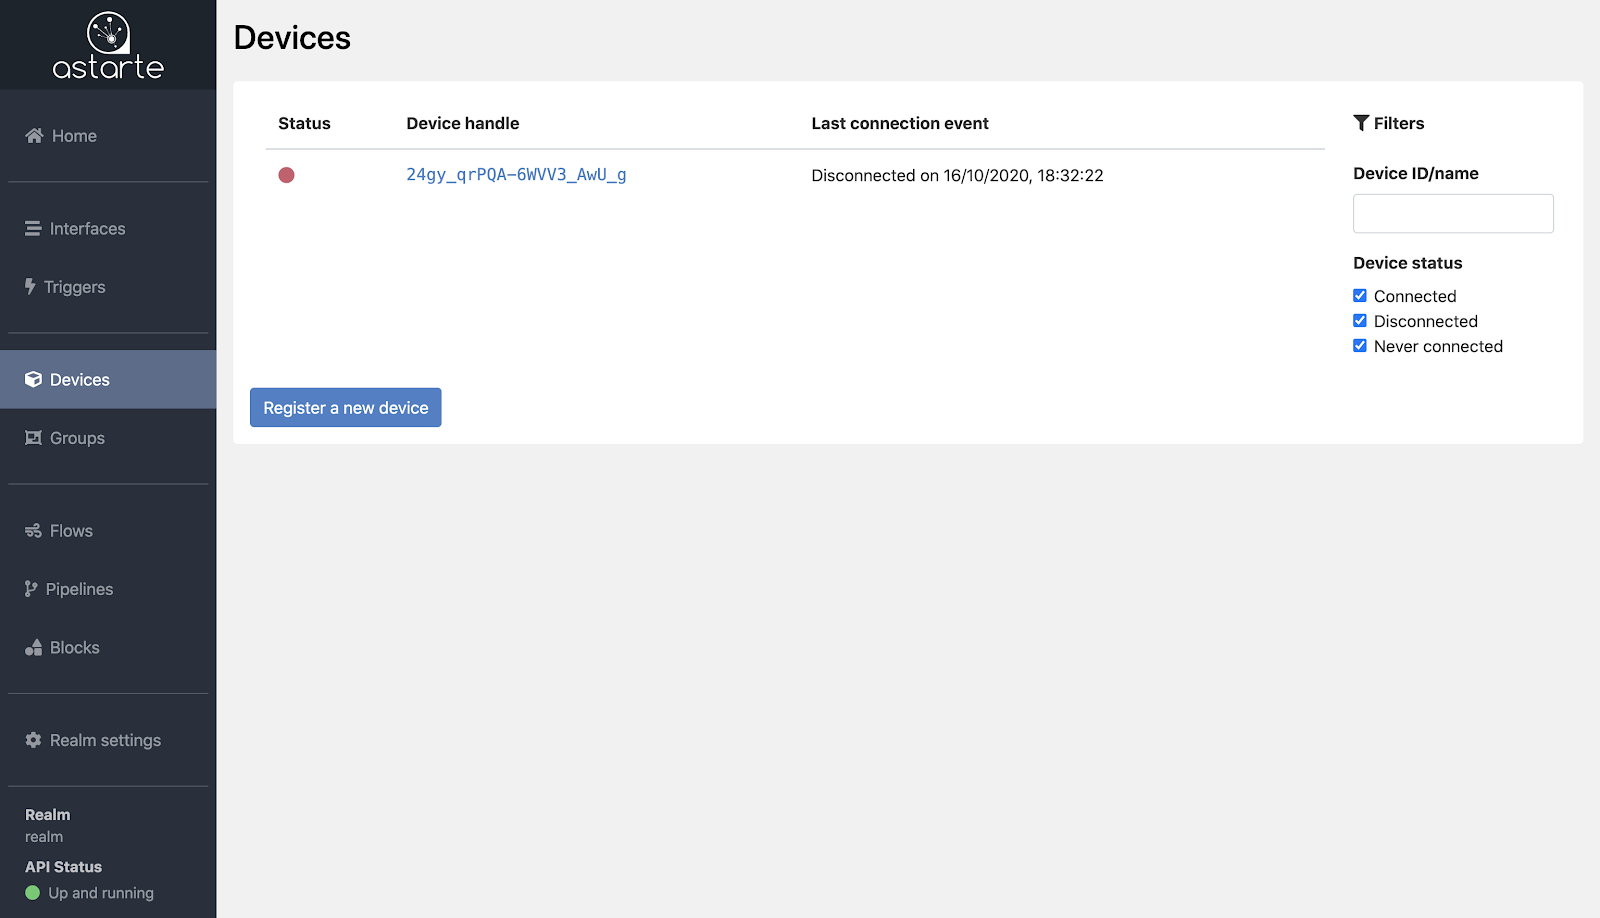 astarte
Home
Interfaces
Triggers
Devices
Groups
Flows
Pipelines
Blocks
Realm settings
Realm
realm
API Status
Up and running
Devices
Status Device handle Last connection event
24gy_qrPQA-6WVV3_AwU_g Disconnected on 16/10/2020, 18:32:22
Register a new device
Filters
Device ID/name
Device status
Connected
Disconnected
Never connected